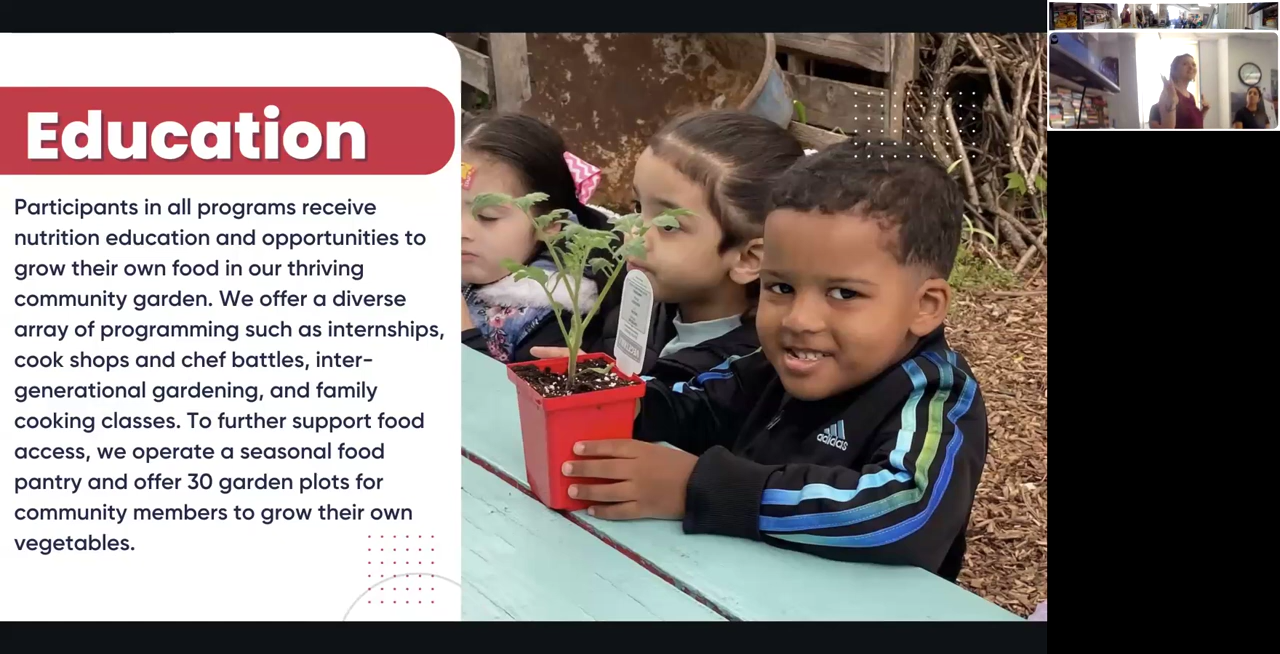 Education
Participants in all programs receive
nutrition education and opportunities to
grow their own food in our thriving
community garden. We offer a diverse
array of programming such as internships,
cook shops and chef battles, inter-
generational gardening, and family
cooking classes. To further support food
access, we operate a seasonal food
pantry and offer 30 garden plots for
community members to grow their own
vegetables.
adidas